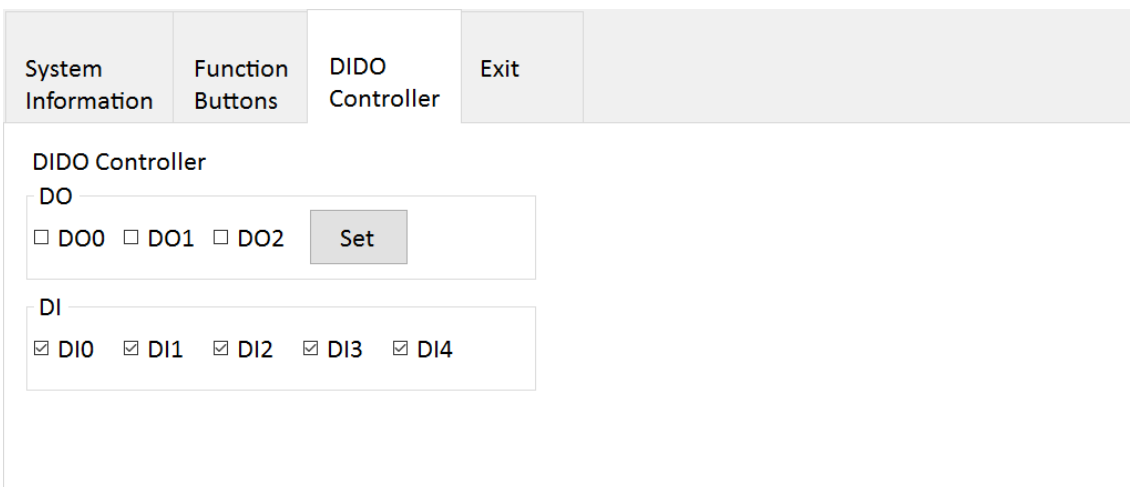 System
Information
Function
Buttons
DIDO
Controller
Exit
DIDO Controller
DO
DO0 DO1 DO2 Set
DI
DI0 DI1 DI2 DI3 DI4